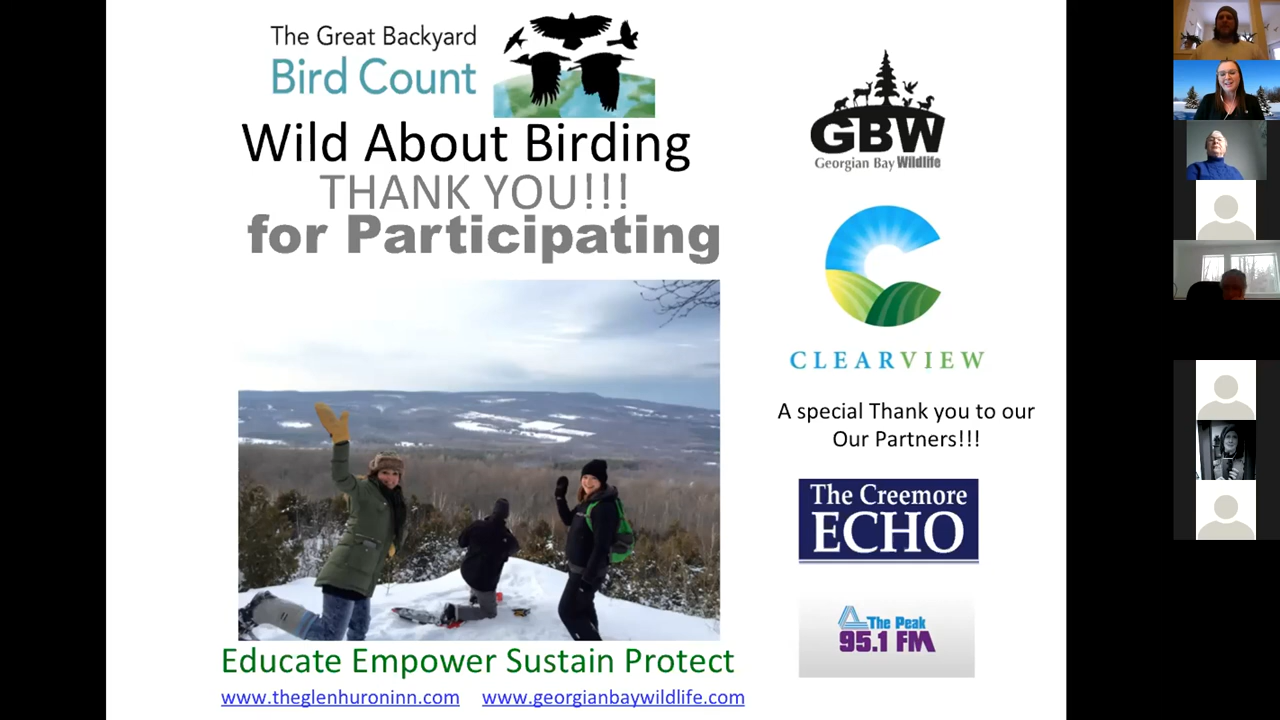 The Great Backyard
Bird Count
Wild About Birding
THANK YOU!!!
for Participating
Educate Empower Sustain Protect
www.theglenhuroninn.com www.georgianbaywildlife.com
GBW
Georgian Bay Wildlife
CLEARVIEW
A special Thank you to our
Our Partners!!!
The Creemore
ECHO
The Peak
95.1 FM